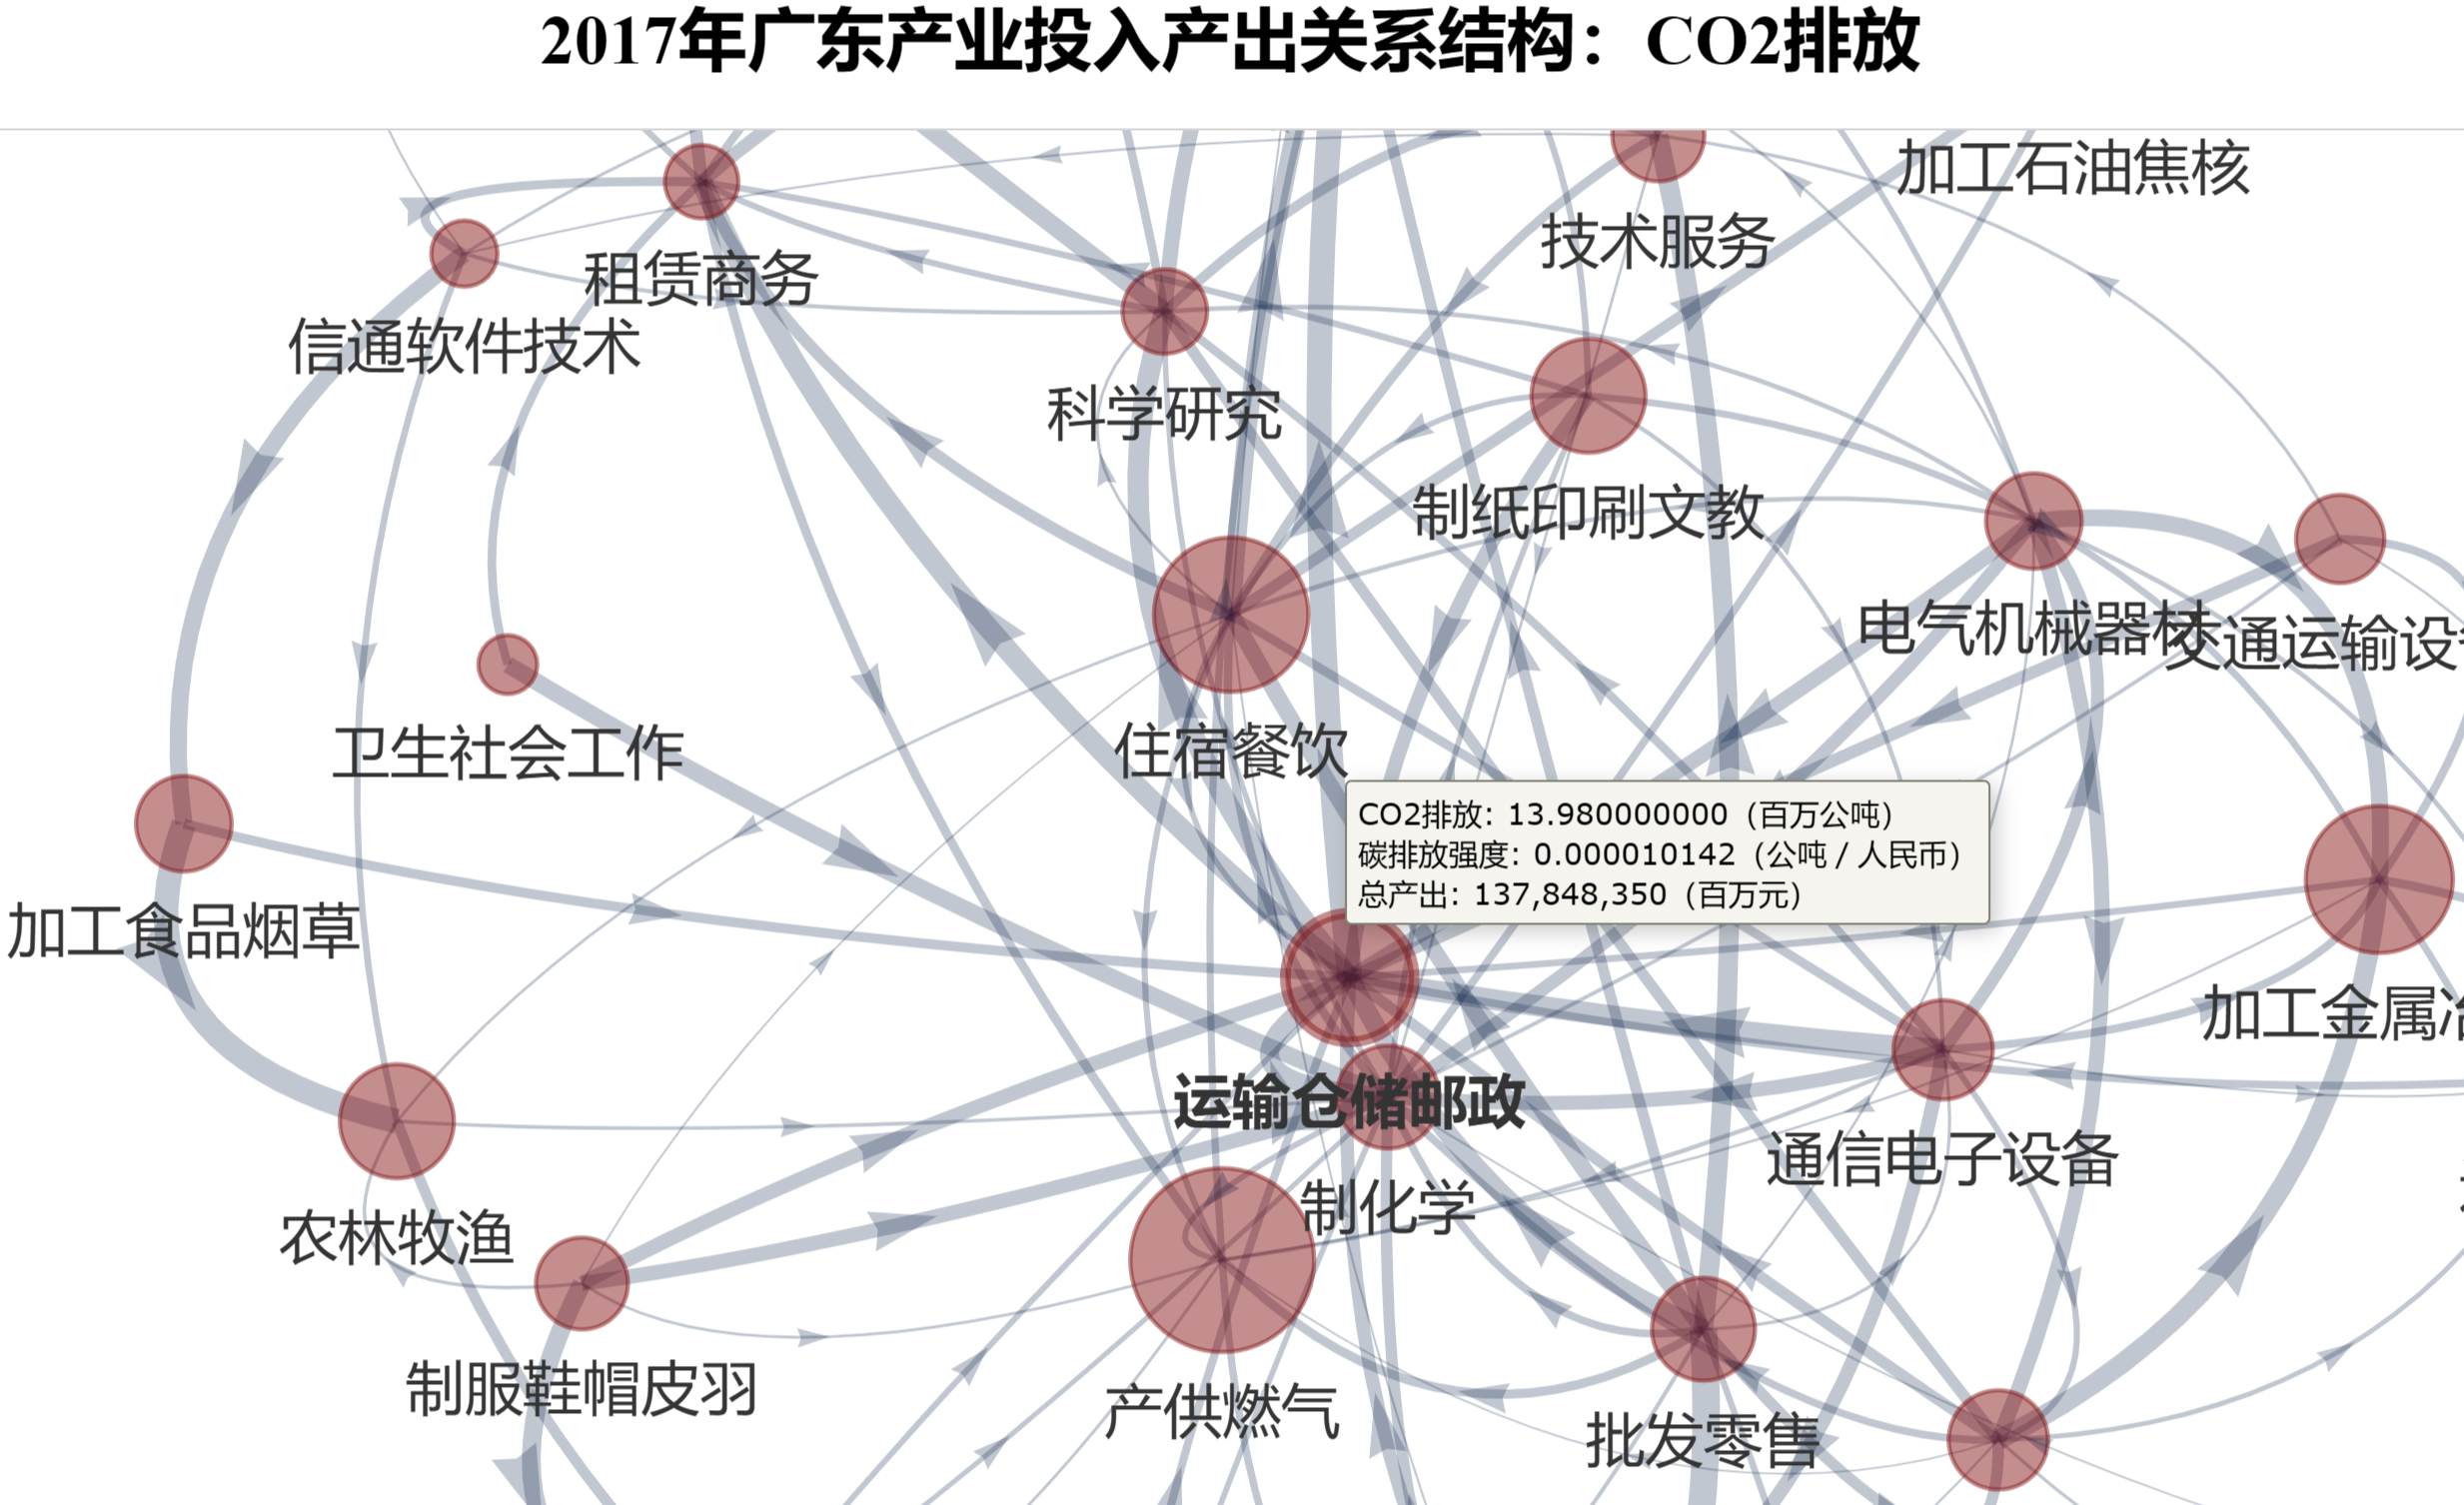 2017年广东产业投入产出关系结构：CO2排放
加工石油焦核
技术服务
租赁商务
信通软件技术
科学研究
制纸印刷文教
电气机械器材
交通运输设
卫生社会工作
住宿餐饮
CO2排放: 13.980000000（百万公吨）
碳排放强度: 0.000010142（公吨 / 人民币）
总产出: 137,848,350（百万元）
加工食品烟草
加工金属冶
运输仓储邮政
通信电子设备
制化学
农林牧渔
制服鞋帽皮羽
产供燃气
批发零售